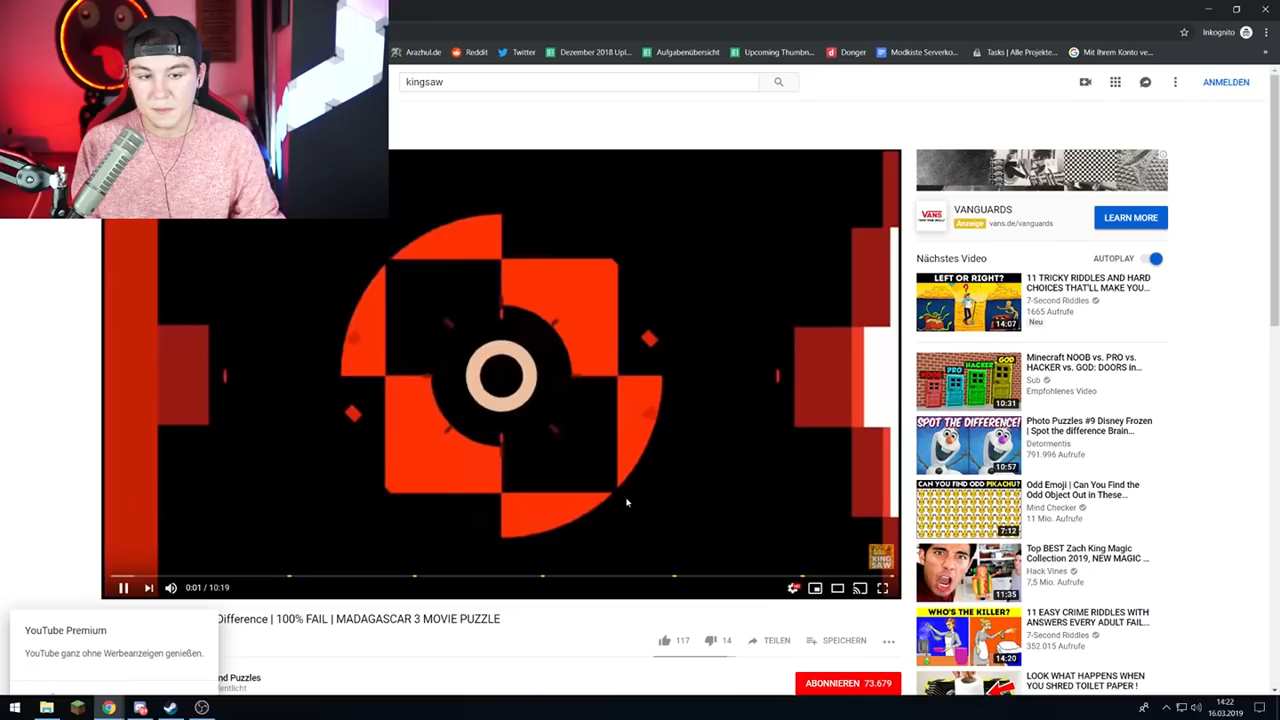 Inkognito
Arazhul.de
Reddit
Twitter
Dezember 2018 Upl...
Aufgabenübersicht
Upcoming Thumbn...
Donger
Modkiste Serverko...
Tasks | Alle Projekte...
Mit Ihrem Konto ve...
kingsaw
ANMELDEN
VANS
VANGUARDS
Anzeige
vans.de/vanguards
LEARN MORE
Nächstes Video
AUTOPLAY
LEFT OR RIGHT?
14:07
11 TRICKY RIDDLES AND HARD
CHOICES THAT'LL MAKE YOU...
7-Second Riddles
1665 Aufrufe
Neu
NOOB
PRO
HACKER
GOD
10:31
Minecraft NOOB vs. PRO vs.
HACKER vs. GOD: DOORS in...
Sub
Empfohlenes Video
SPOT THE DIFFERENCE!
10:57
Photo Puzzles #9 Disney Frozen
| Spot the difference Brain...
Detormentis
791.996 Aufrufe
CAN YOU FIND ODD PIKACHU?
7:12
Odd Emoji | Can You Find the
Odd Object Out in These...
Mind Checker
11 Mio. Aufrufe
11:35
Top BEST Zach King Magic
Collection 2019, NEW MAGIC ...
Hack Vines
7,5 Mio. Aufrufe
WHO'S THE KILLER?
14:20
11 EASY CRIME RIDDLES WITH
ANSWERS EVERY ADULT FAIL...
7-Second Riddles
352.015 Aufrufe
LOOK WHAT HAPPENS WHEN
YOU SHRED TOILET PAPER !
KING
SAW
0:01 / 10:19
Difference | 100% FAIL | MADAGASCAR 3 MOVIE PUZZLE
117
14
TEILEN
SPEICHERN
YouTube Premium
YouTube ganz ohne Werbeanzeigen genießen.
nd Puzzles
fentlicht
ABONNIEREN 73.679
14:22
16.03.2019